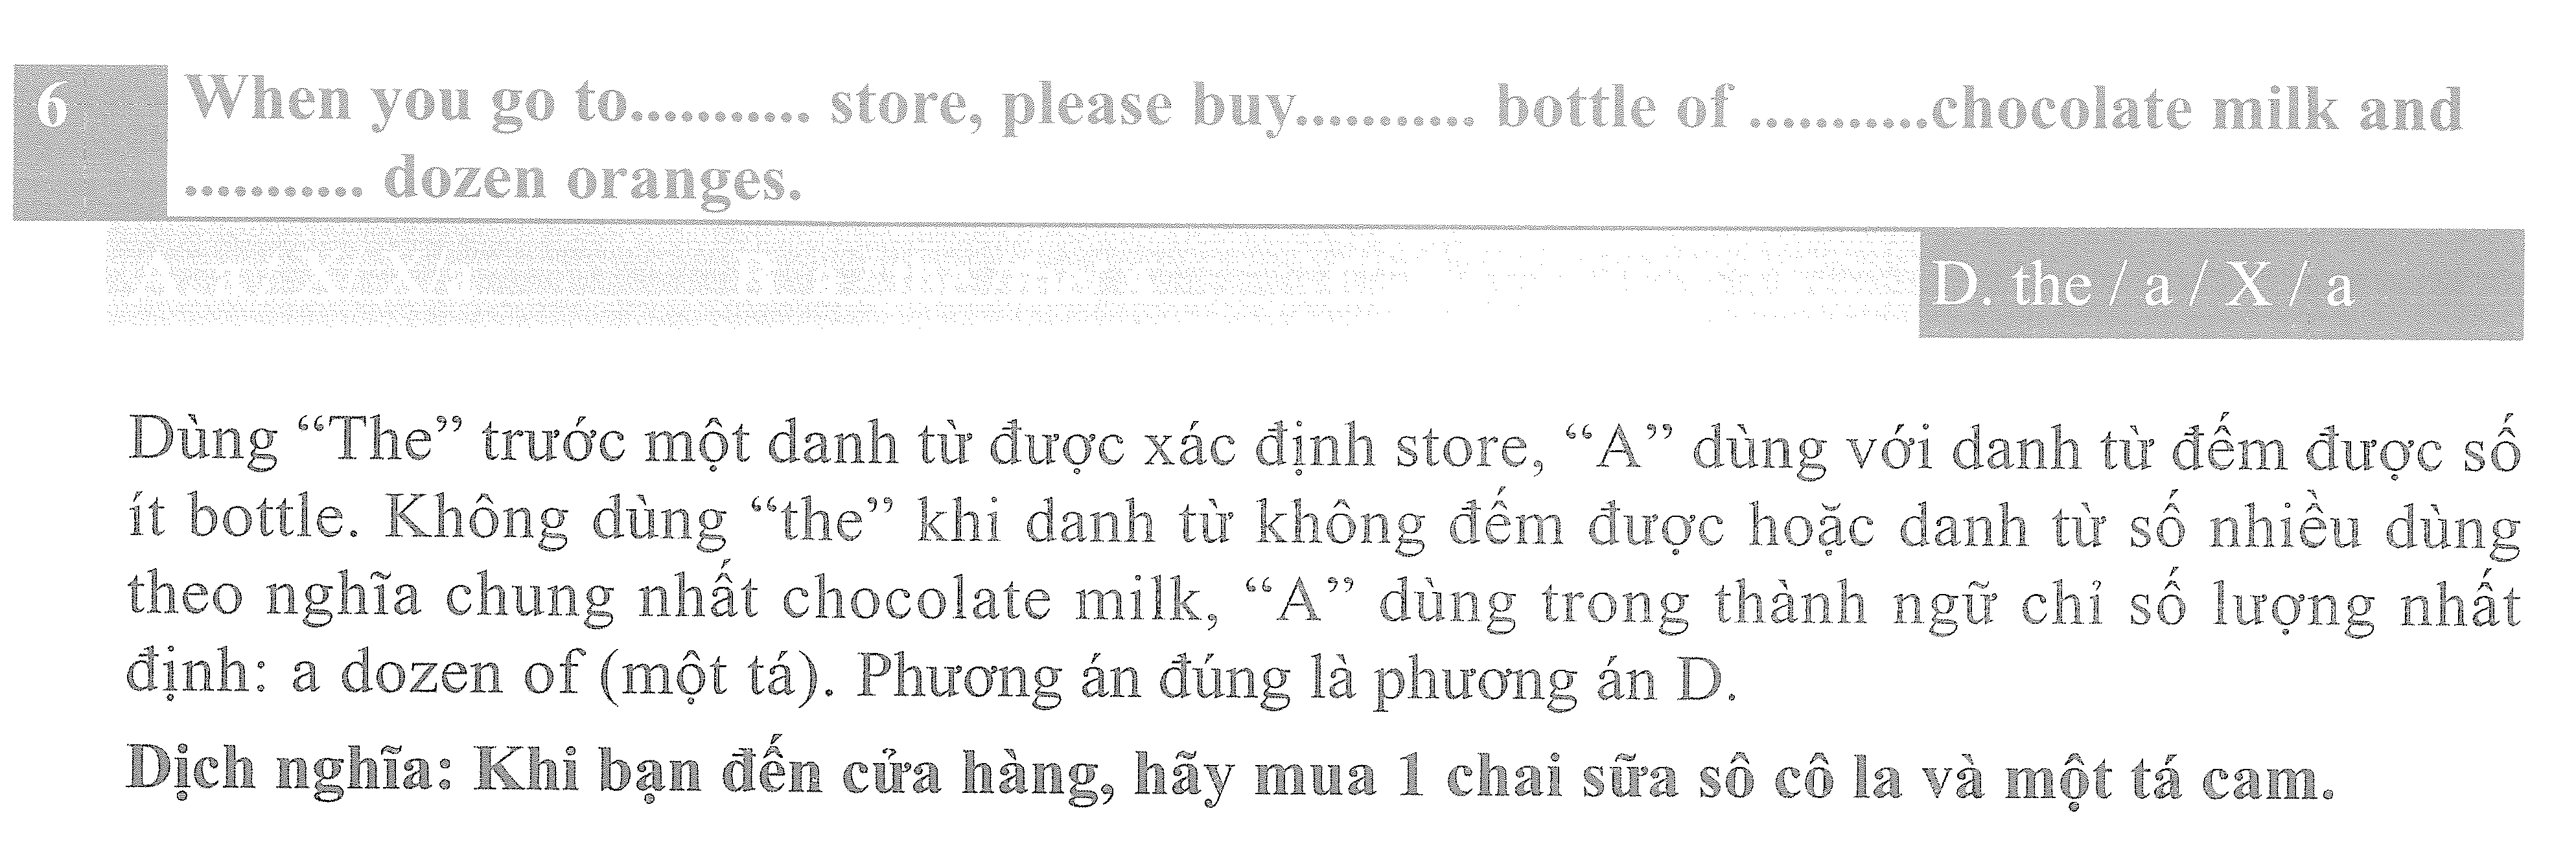 6
When you go to........... store, please buy........... bottle of ...........chocolate milk and
........... dozen oranges.
D. the / a / X / a
Dùng “The” trước một danh từ được xác định store, “A” dùng với danh từ đếm được số
ít bottle. Không dùng “the” khi danh từ không đếm được hoặc danh từ số nhiều dùng
theo nghĩa chung nhất chocolate milk, “A” dùng trong thành ngữ chỉ số lượng nhất
định: a dozen of (một tá). Phương án đúng là phương án D.
Dịch nghĩa: Khi bạn đến cửa hàng, hãy mua 1 chai sữa sô cô la và một tá cam.